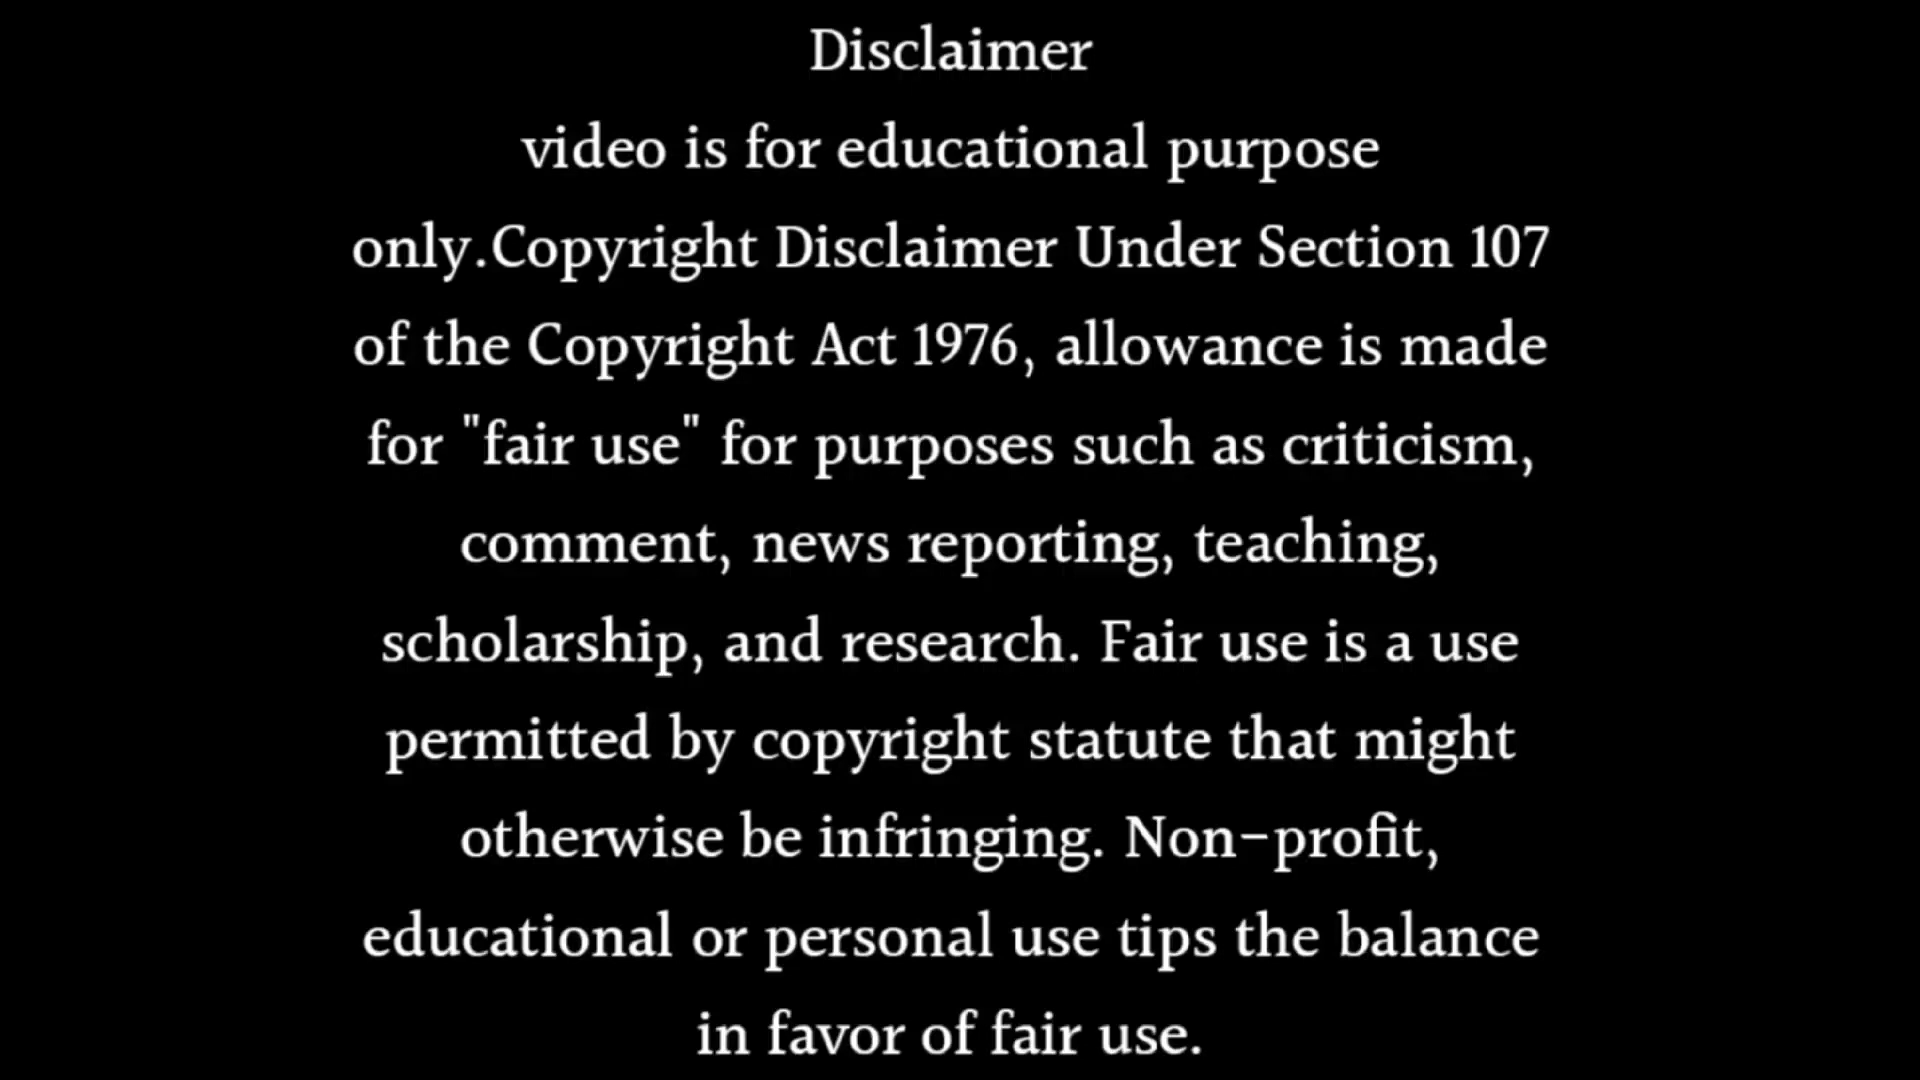 Disclaimer
video is for educational purpose
only.Copyright Disclaimer Under Section 107
of the Copyright Act 1976, allowance is made
for "fair use" for purposes such as criticism,
comment, news reporting, teaching,
scholarship, and research. Fair use is a use
permitted by copyright statute that might
otherwise be infringing. Non-profit,
educational or personal use tips the balance
in favor of fair use.